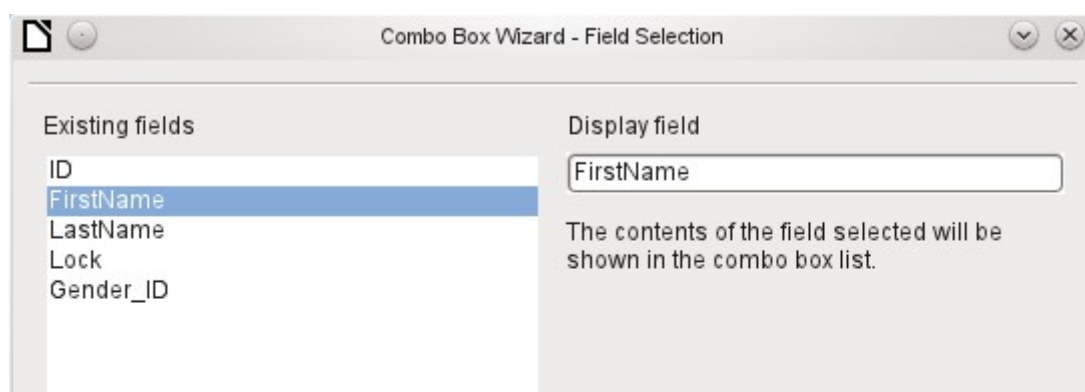 Combo Box Wizard - Field Selection
Existing fields
ID
FirstName
LastName
Lock
Gender_ID
Display field
FirstName
The contents of the field selected will be
shown in the combo box list.